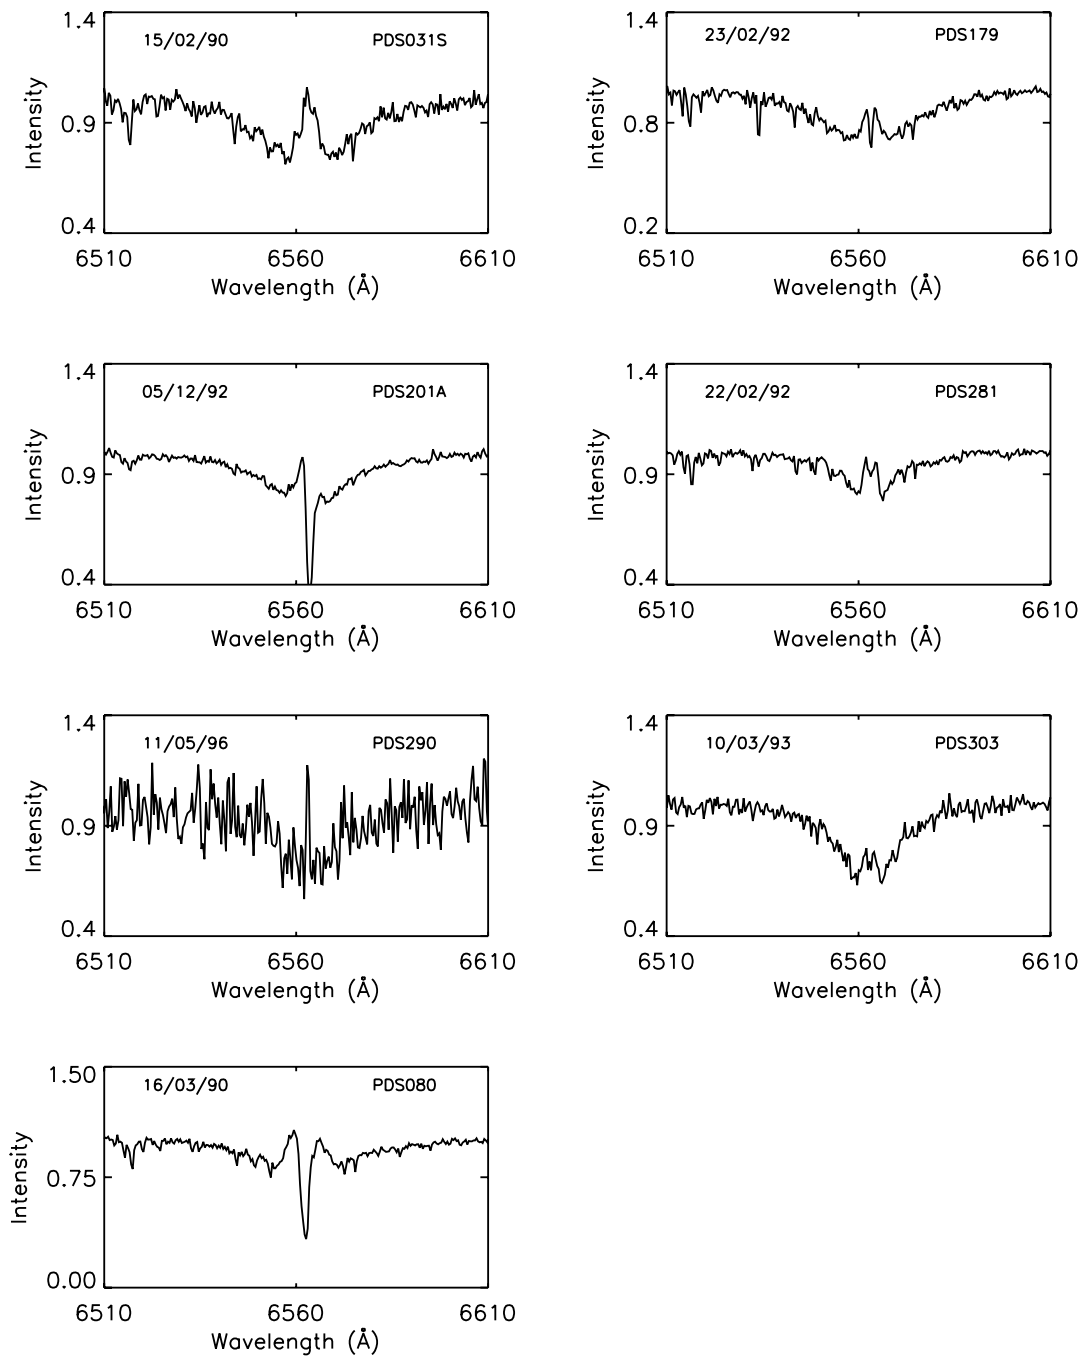 1.4
15/02/90 PDS031S
Intensity
0.9
0.4
6510 6560 6610
Wavelength (Å)
1.4
23/02/92 PDS179
Intensity
0.8
0.2
6510 6560 6610
Wavelength (Å)
1.4
05/12/92 PDS201A
Intensity
0.9
0.4
6510 6560 6610
Wavelength (Å)
1.4
22/02/92 PDS281
Intensity
0.9
0.4
6510 6560 6610
Wavelength (Å)
1.4
11/05/96 PDS290
Intensity
0.9
0.4
6510 6560 6610
Wavelength (Å)
1.4
10/03/93 PDS303
Intensity
0.9
0.4
6510 6560 6610
Wavelength (Å)
1.50
16/03/90 PDS080
Intensity
0.75
0.00
6510 6560 6610
Wavelength (Å)